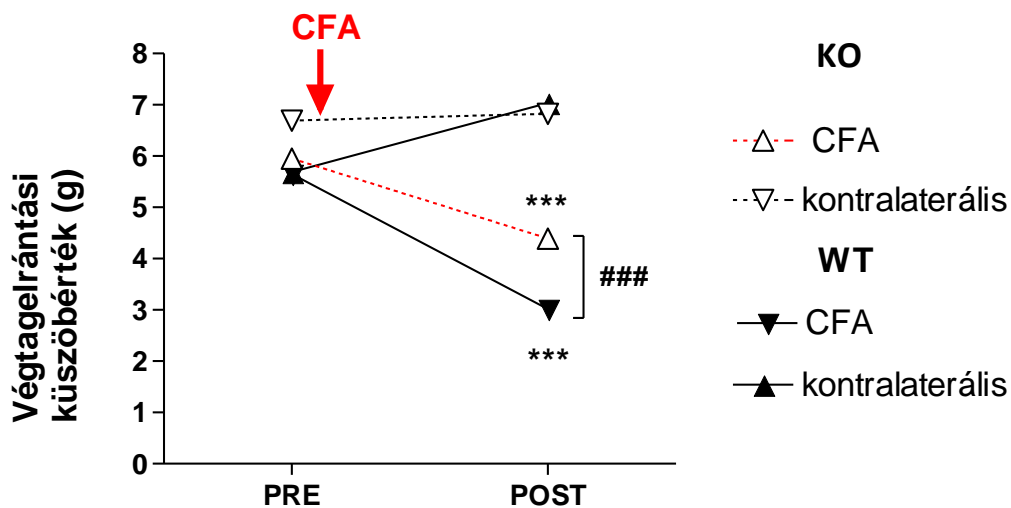 CFA
8
7
6
5
4
3
2
1
0
Végtagelrántási
küszöbérték (g)
PRE
POST
***
###
***
KO
CFA
kontralaterális
WT
CFA
kontralaterális